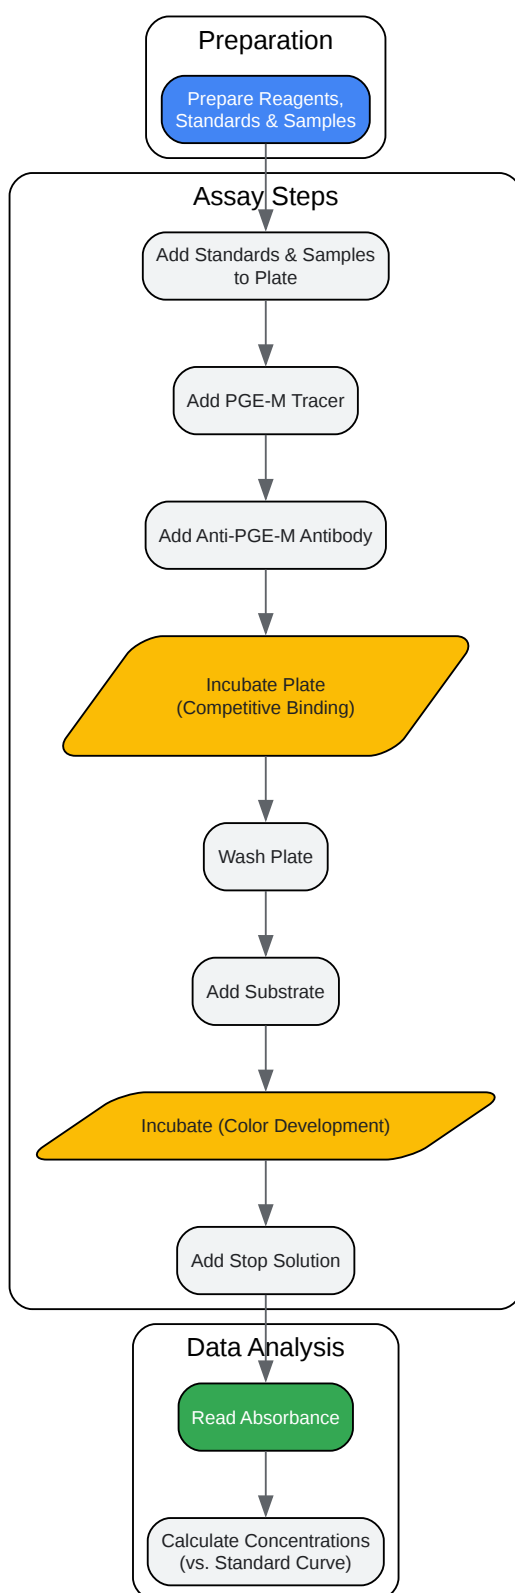 Preparation
Prepare Reagents,
Standards & Samples
Assay Steps
Add Standards & Samples
to Plate
Add PGE-M Tracer
Add Anti-PGE-M Antibody
Incubate Plate
(Competitive Binding)
Wash Plate
Add Substrate
Incubate (Color Development)
Add Stop Solution
Data Analysis
Read Absorbance
Calculate Concentrations
(vs. Standard Curve)